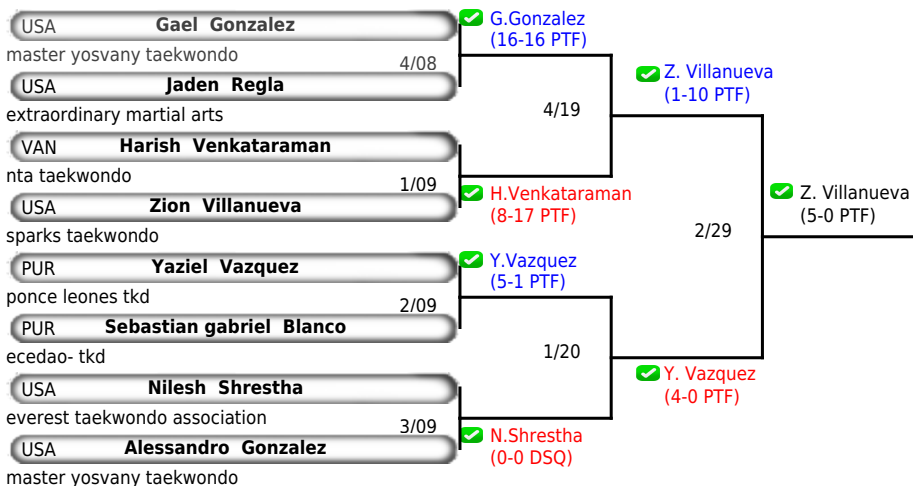 USA Gael Gonzalez
master yosvany taekwondo
4/08
USA Jaden Regla
extraordinary martial arts
VAN Harish Venkataraman
nta taekwondo
1/09
USA Zion Villanueva
sparks taekwondo
PUR Yaziel Vazquez
ponce leones tkd
2/09
PUR Sebastian gabriel Blanco
ecedao- tkd
USA Nilesh Shrestha
everest taekwondo association
3/09
USA Alessandro Gonzalez
master yosvany taekwondo
G.Gonzalez
(16-16 PTF)
4/19
H.Venkataraman
(8-17 PTF)
Y.Vazquez
(5-1 PTF)
1/20
N.Shrestha
(0-0 DSQ)
Z. Villanueva
(1-10 PTF)
2/29
Y. Vazquez
(4-0 PTF)
Z. Villanueva
(5-0 PTF)